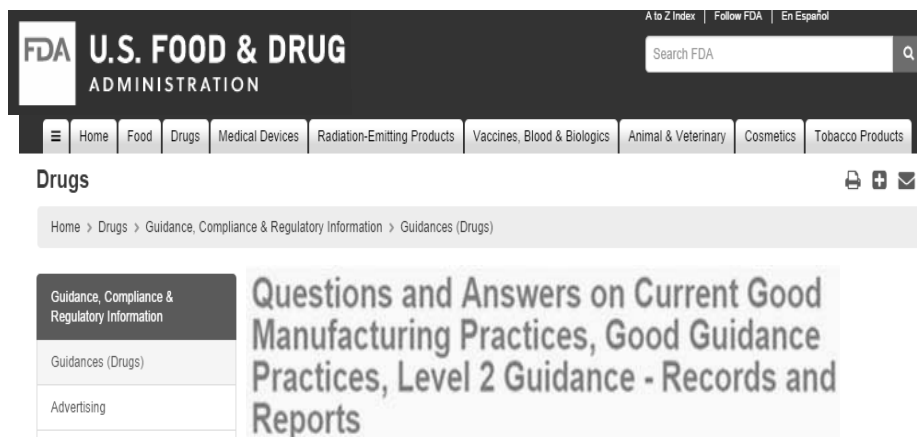 A to Z Index | Follow FDA | En Español
FDA U.S. FOOD & DRUG
ADMINISTRATION
Search FDA
☰ Home Food Drugs Medical Devices Radiation-Emitting Products Vaccines, Blood & Biologics Animal & Veterinary Cosmetics Tobacco Products
Drugs
Home > Drugs > Guidance, Compliance & Regulatory Information > Guidances (Drugs)
Guidance, Compliance &
Regulatory Information
Guidances (Drugs)
Advertising
Questions and Answers on Current Good
Manufacturing Practices, Good Guidance
Practices, Level 2 Guidance - Records and
Reports